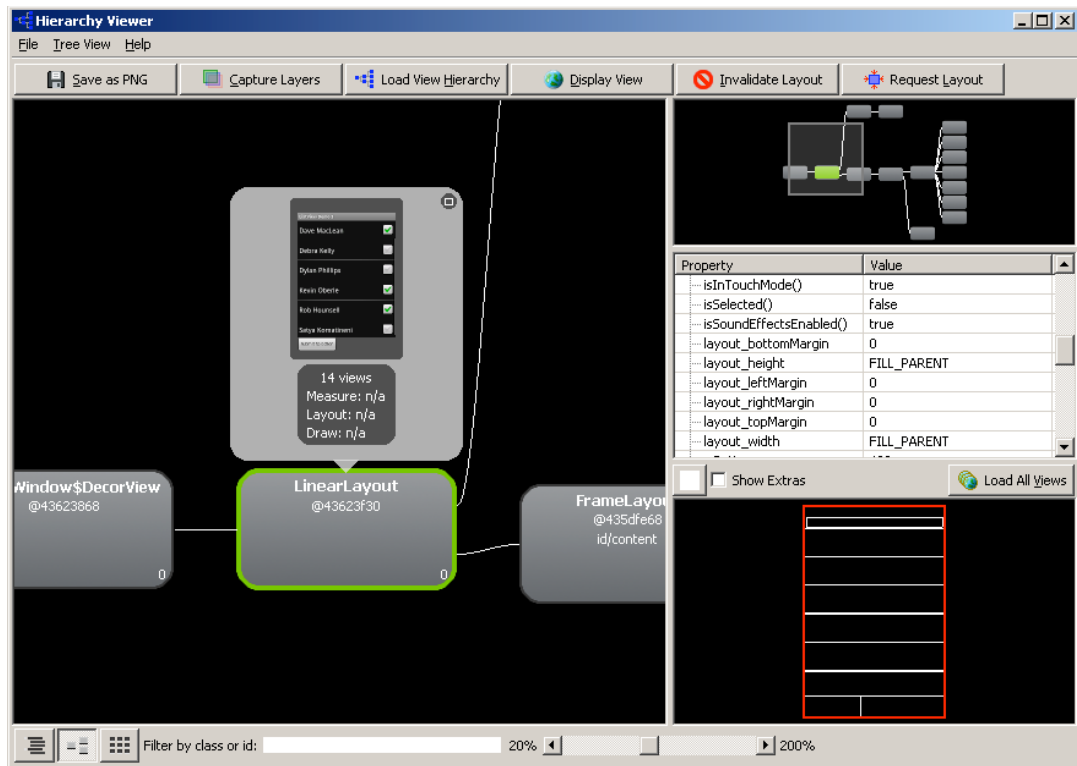 Hierarchy Viewer
File Tree View Help
Save as PNG
Capture Layers
Load View Hierarchy
Display View
Invalidate Layout
Request Layout
Dave MacLean
Debra Kelly
Dylan Phillips
Kevin Oberle
Rob Hounsell
Satya Komatineni
14 views
Measure: n/a
Layout: n/a
Draw: n/a
Window$DecorView
@43623868
0
LinearLayout
@43623f30
0
FrameLayou
@435dfe68
id/content
Property Value
isInTouchMode() true
isSelected() false
isSoundEffectsEnabled() true
layout_bottomMargin 0
layout_height FILL_PARENT
layout_leftMargin 0
layout_rightMargin 0
layout_topMargin 0
layout_width FILL_PARENT
Show Extras
Load All Views
Filter by class or id:
20%
200%